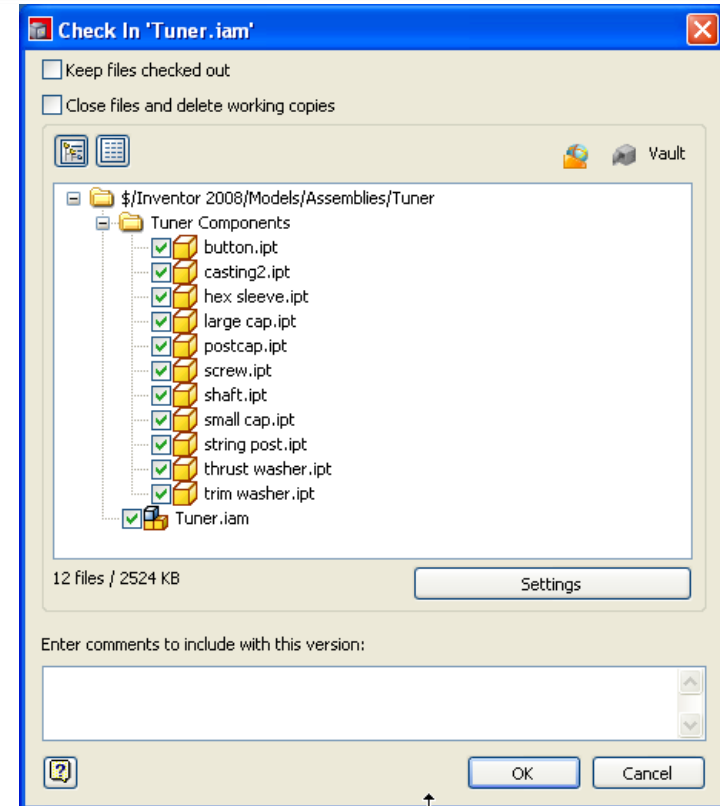 Check In 'Tuner.iam'
Keep files checked out
Close files and delete working copies
Vault
$/Inventor 2008/Models/Assemblies/Tuner
Tuner Components
button.ipt
casting2.ipt
hex sleeve.ipt
large cap.ipt
postcap.ipt
screw.ipt
shaft.ipt
small cap.ipt
string post.ipt
thrust washer.ipt
trim washer.ipt
Tuner.iam
12 files / 2524 KB
Settings
Enter comments to include with this version:
OK Cancel